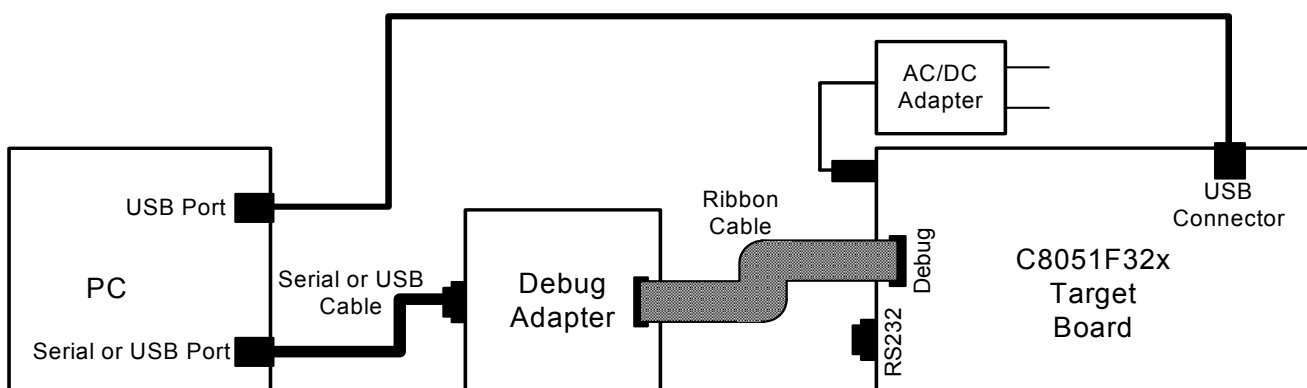 AC/DC
Adapter
USB Port
Ribbon
Cable
USB
Connector
PC
Serial or USB
Cable
Debug
Adapter
Debug
C8051F32x
Target
Board
Serial or USB Port
RS232